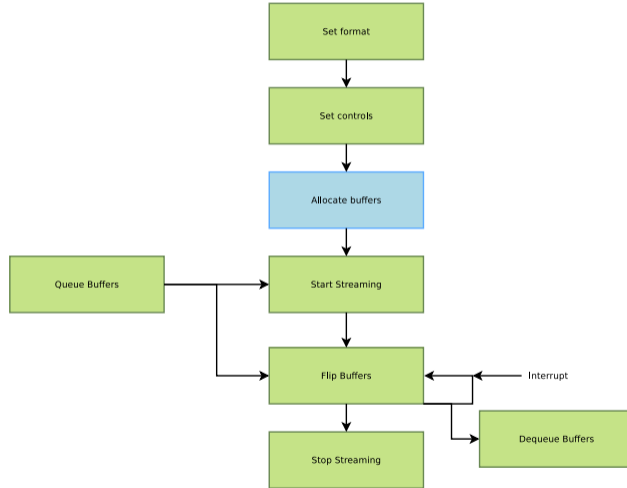 Set format
Set controls
Allocate buffers
Queue Buffers
Start Streaming
Flip Buffers
Interrupt
Dequeue Buffers
Stop Streaming